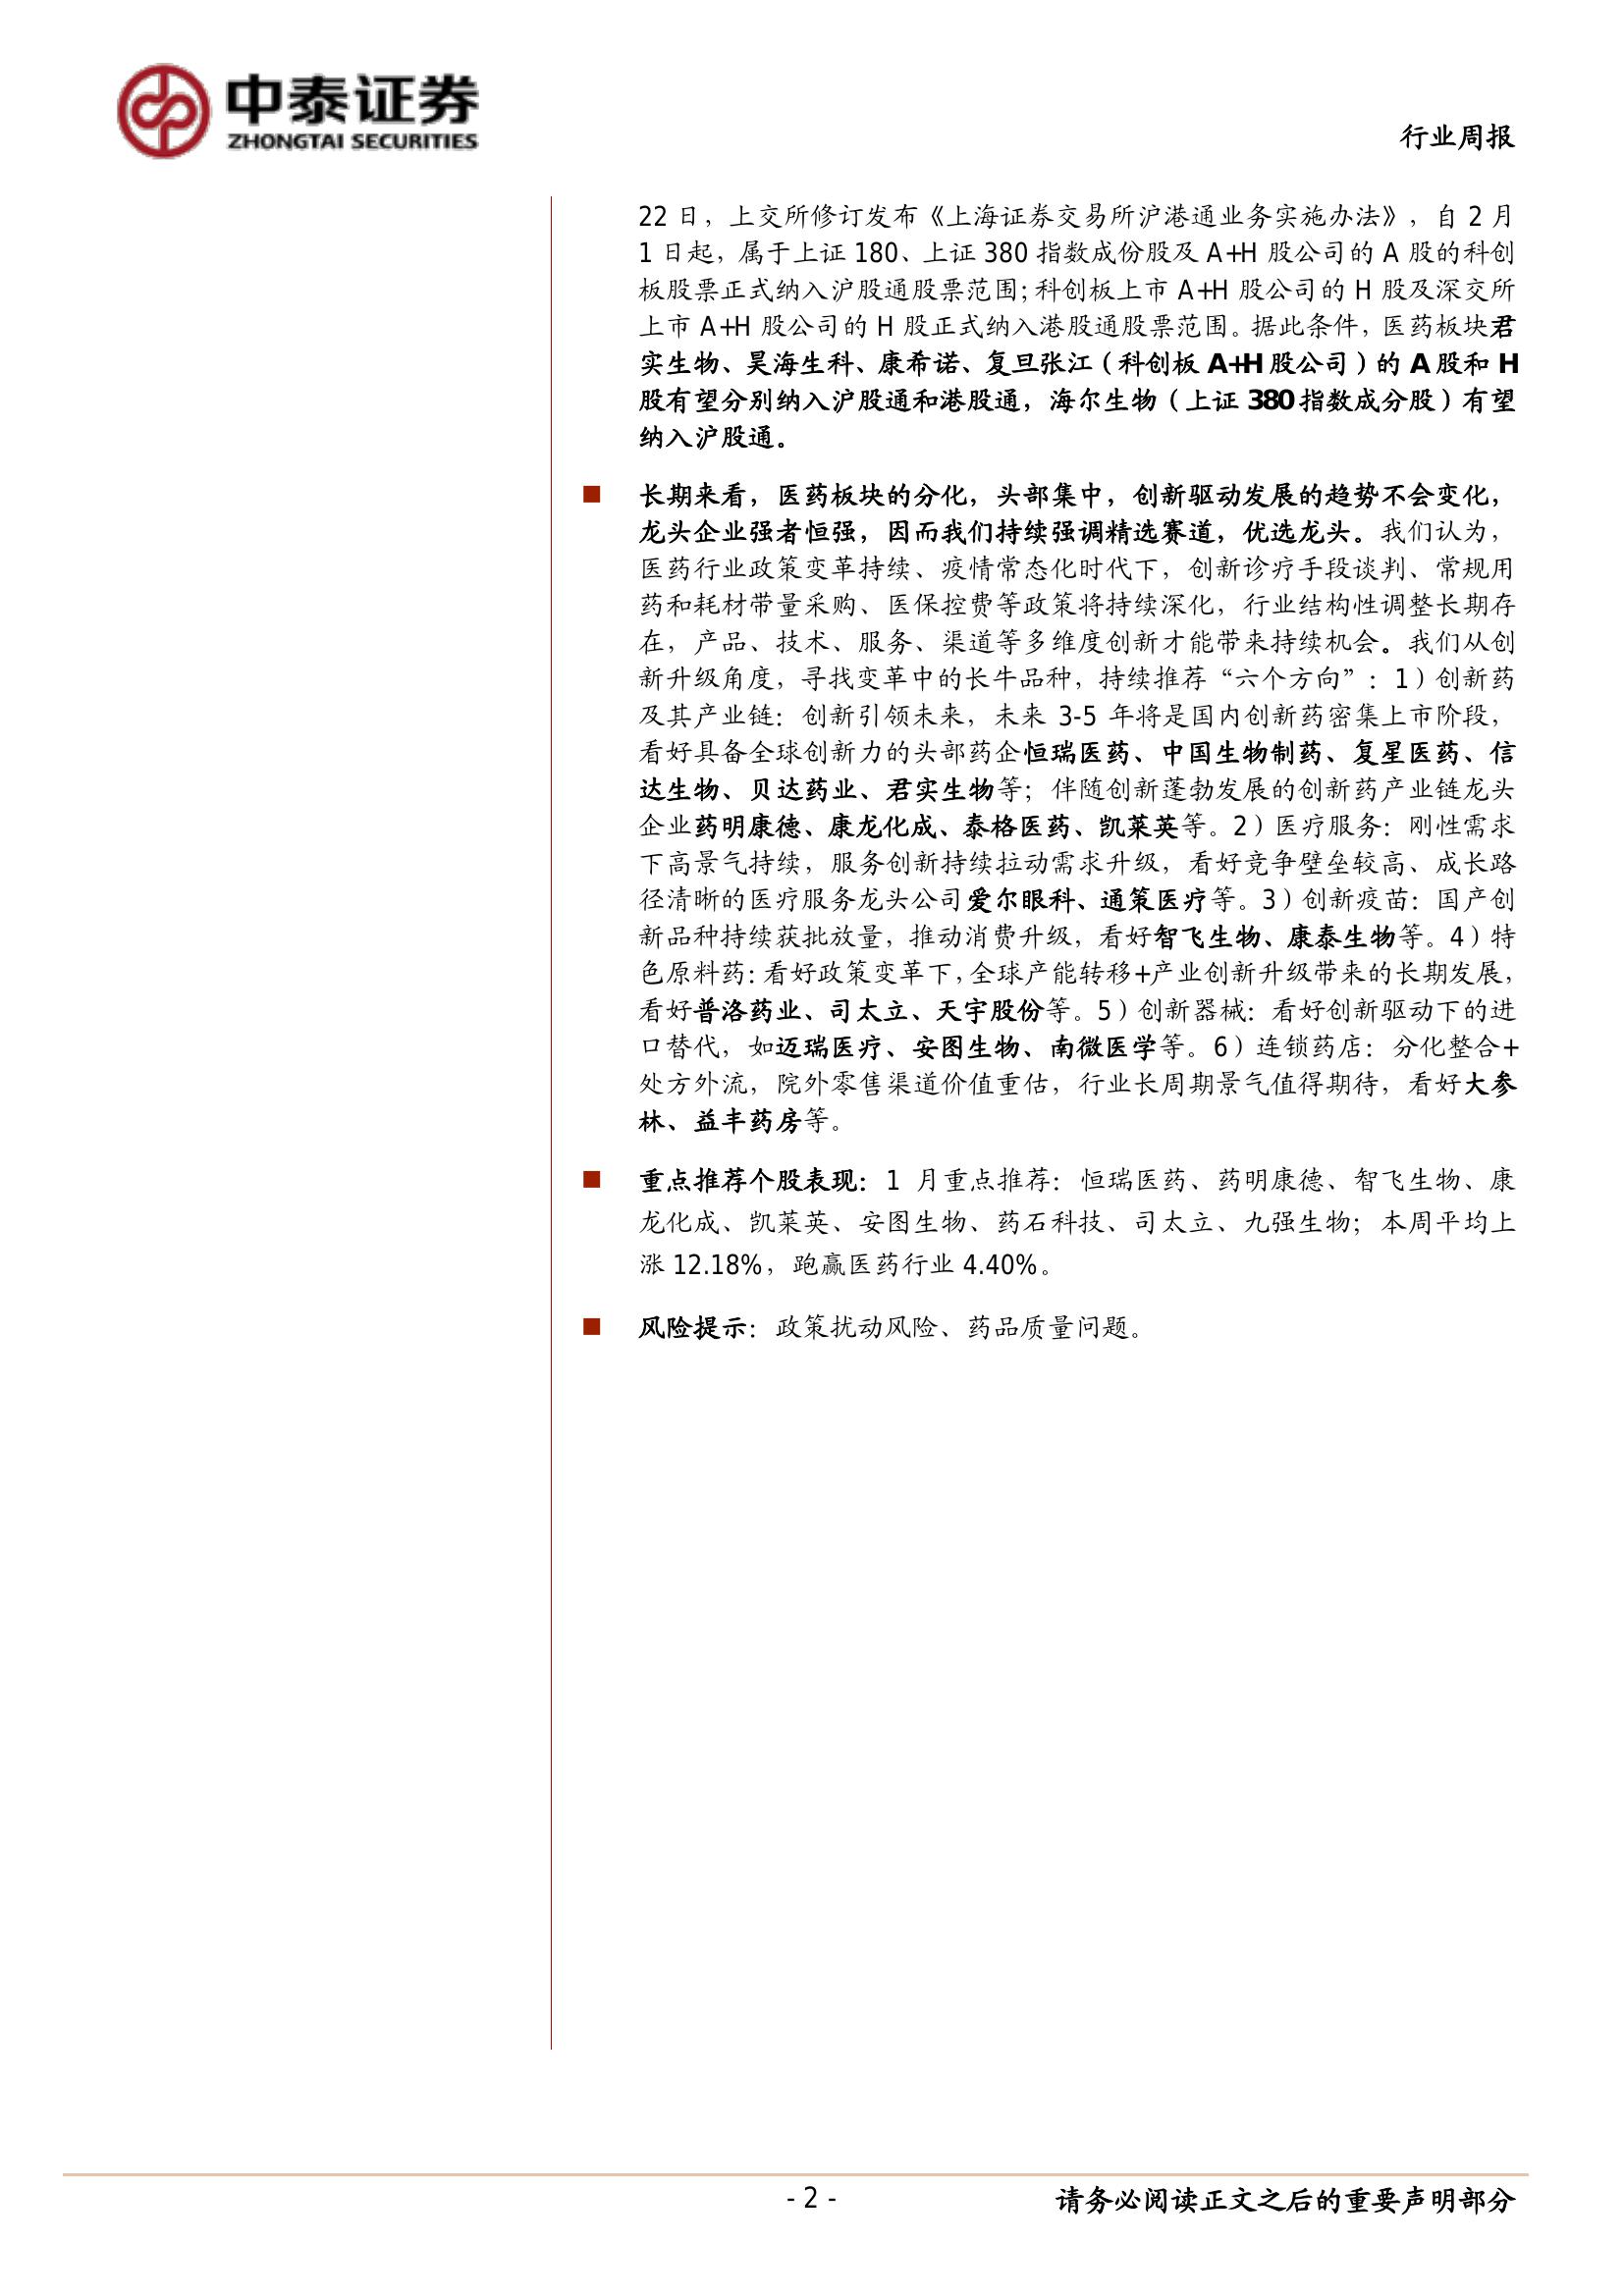 中泰证券
ZHONGTAI SECURITIES
行业周报
22 日，上交所修订发布《上海证券交易所沪港通业务实施办法》，自 2 月
1 日起，属于上证 180、上证 380 指数成份股及 A+H 股公司的 A 股的科创
板股票正式纳入沪股通股票范围；科创板上市 A+H 股公司的 H 股及深交所
上市 A+H 股公司的 H 股正式纳入港股通股票范围。据此条件，医药板块君
实生物、昊海生科、康希诺、复旦张江（科创板 A+H 股公司）的 A 股和 H
股有望分别纳入沪股通和港股通，海尔生物（上证 380 指数成分股）有望
纳入沪股通。
■ 长期来看，医药板块的分化，头部集中，创新驱动发展的趋势不会变化，
龙头企业强者恒强，因而我们持续强调精选赛道，优选龙头。我们认为，
医药行业政策变革持续、疫情常态化时代下，创新诊疗手段谈判、常规用
药和耗材带量采购、医保控费等政策将持续深化，行业结构性调整长期存
在，产品、技术、服务、渠道等多维度创新才能带来持续机会。我们从创
新升级角度，寻找变革中的长牛品种，持续推荐“六个方向”：1）创新药
及其产业链：创新引领未来，未来 3-5 年将是国内创新药密集上市阶段，
看好具备全球创新力的头部药企恒瑞医药、中国生物制药、复星医药、信
达生物、贝达药业、君实生物等；伴随创新蓬勃发展的创新药产业链龙头
企业药明康德、康龙化成、泰格医药、凯莱英等。2）医疗服务：刚性需求
下高景气持续，服务创新持续拉动需求升级，看好竞争壁垒较高、成长路
径清晰的医疗服务龙头公司爱尔眼科、通策医疗等。3）创新疫苗：国产创
新品种持续获批放量，推动消费升级，看好智飞生物、康泰生物等。4）特
色原料药：看好政策变革下，全球产能转移+产业创新升级带来的长期发展，
看好普洛药业、司太立、天宇股份等。5）创新器械：看好创新驱动下的进
口替代，如迈瑞医疗、安图生物、南微医学等。6）连锁药店：分化整合+
处方外流，院外零售渠道价值重估，行业长周期景气值得期待，看好大参
林、益丰药房等。
■ 重点推荐个股表现：1 月重点推荐：恒瑞医药、药明康德、智飞生物、康
龙化成、凯莱英、安图生物、药石科技、司太立、九强生物；本周平均上
涨 12.18%，跑赢医药行业 4.40%。
■ 风险提示：政策扰动风险、药品质量问题。
- 2 -
请务必阅读正文之后的重要声明部分